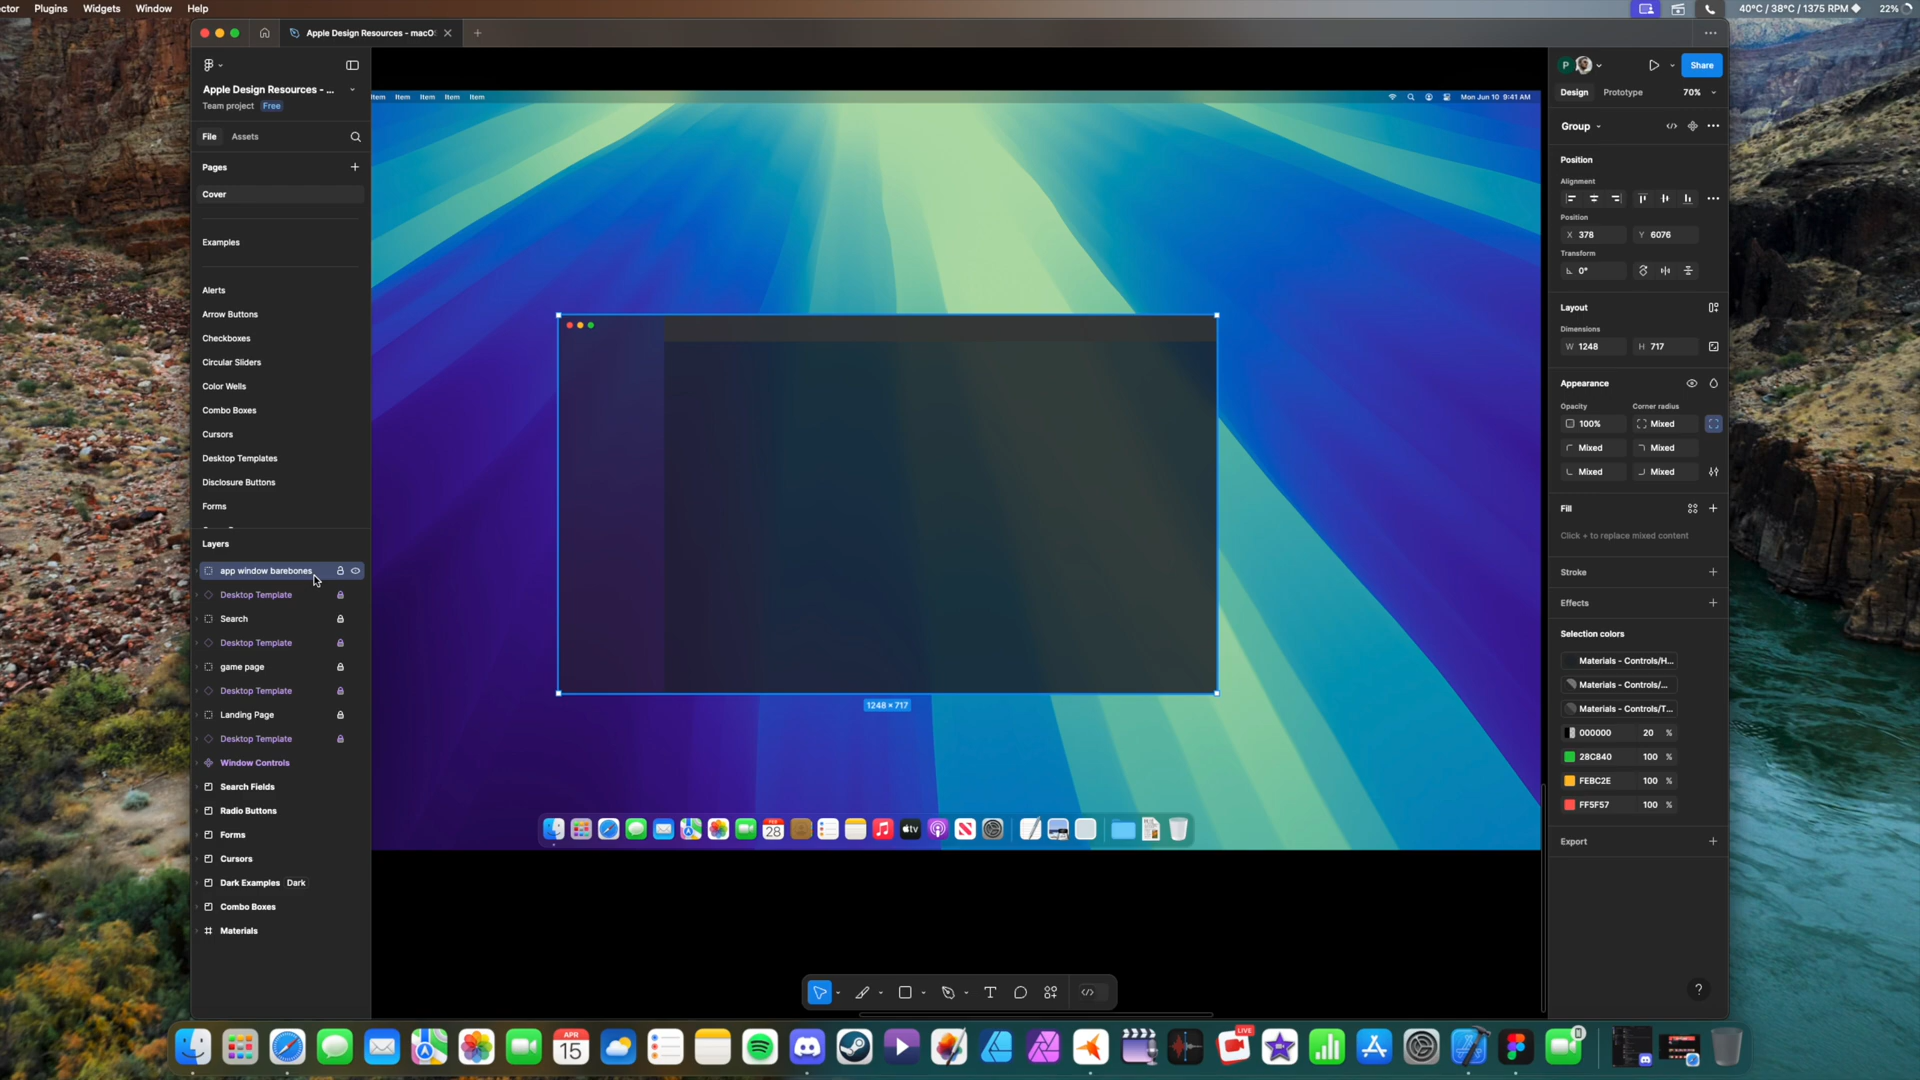 ctor Plugins Widgets Window Help
40°C / 38°C / 1375 RPM 22%
Apple Design Resources - macO
Apple Design Resources - ...
Team project Free
File Assets
Pages
Cover
Examples
Alerts
Arrow Buttons
Checkboxes
Circular Sliders
Color Wells
Combo Boxes
Cursors
Desktop Templates
Disclosure Buttons
Forms
Layers
app window barebones
Desktop Template
Search
Desktop Template
game page
Desktop Template
Landing Page
Desktop Template
Window Controls
Search Fields
Radio Buttons
Forms
Cursors
Dark Examples Dark
Combo Boxes
Materials
Item Item Item Item Item
Mon Jun 10 9:41 AM
1248 × 717
FEB
28
tv
P
Share
Design Prototype 70%
Group
Position
Alignment
Position
X 378 Y 6076
Transform
0°
Layout
Dimensions
W 1248 H 717
Appearance
Opacity Corner radius
100% Mixed
Mixed Mixed
Mixed Mixed
Fill
Click + to replace mixed content
Stroke
Effects
Selection colors
Materials - Controls/H...
Materials - Controls/...
Materials - Controls/T...
000000 20 %
28C840 100 %
FEBC2E 100 %
FF5F57 100 %
Export
?
APR
15
LIVE